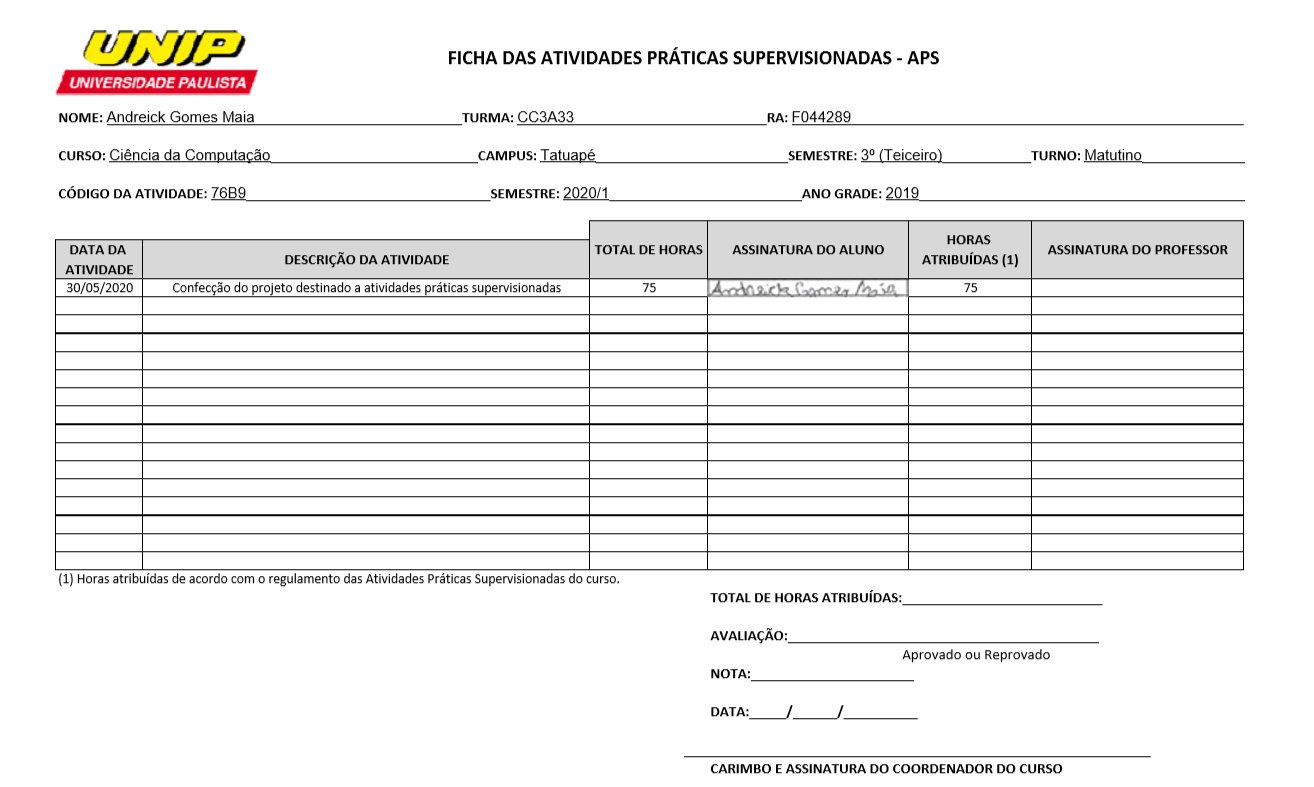 UNIP
UNIVERSIDADE PAULISTA
FICHA DAS ATIVIDADES PRÁTICAS SUPERVISIONADAS - APS
NOME: Andreick Gomes Maia TURMA: CC3A33 RA: F044289
CURSO: Ciência da Computação CAMPUS: Tatuapé SEMESTRE: 3º (Teiceiro) TURNO: Matutino
CÓDIGO DA ATIVIDADE: 76B9 SEMESTRE: 2020/1 ANO GRADE: 2019
DATA DA ATIVIDADE DESCRIÇÃO DA ATIVIDADE TOTAL DE HORAS ASSINATURA DO ALUNO HORAS ATRIBUÍDAS (1) ASSINATURA DO PROFESSOR
30/05/2020 Confecção do projeto destinado a atividades práticas supervisionadas 75 Andreick Gomes Maia 75
(1) Horas atribuídas de acordo com o regulamento das Atividades Práticas Supervisionadas do curso.
TOTAL DE HORAS ATRIBUÍDAS:
AVALIAÇÃO:
Aprovado ou Reprovado
NOTA:
DATA: / /
CARIMBO E ASSINATURA DO COORDENADOR DO CURSO